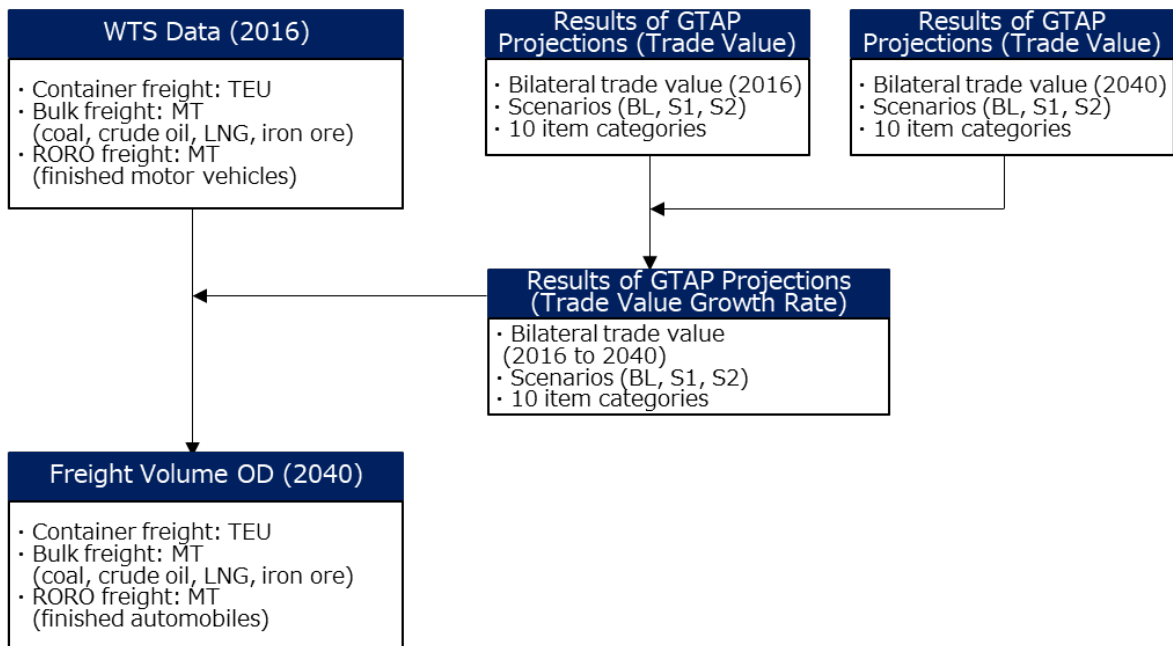 WTS Data (2016)
· Container freight: TEU
· Bulk freight: MT
(coal, crude oil, LNG, iron ore)
· RORO freight: MT
(finished motor vehicles)
Results of GTAP
Projections (Trade Value)
· Bilateral trade value (2016)
· Scenarios (BL, S1, S2)
· 10 item categories
Results of GTAP
Projections (Trade Value)
· Bilateral trade value (2040)
· Scenarios (BL, S1, S2)
· 10 item categories
Results of GTAP Projections
(Trade Value Growth Rate)
· Bilateral trade value
(2016 to 2040)
· Scenarios (BL, S1, S2)
· 10 item categories
Freight Volume OD (2040)
· Container freight: TEU
· Bulk freight: MT
(coal, crude oil, LNG, iron ore)
· RORO freight: MT
(finished automobiles)